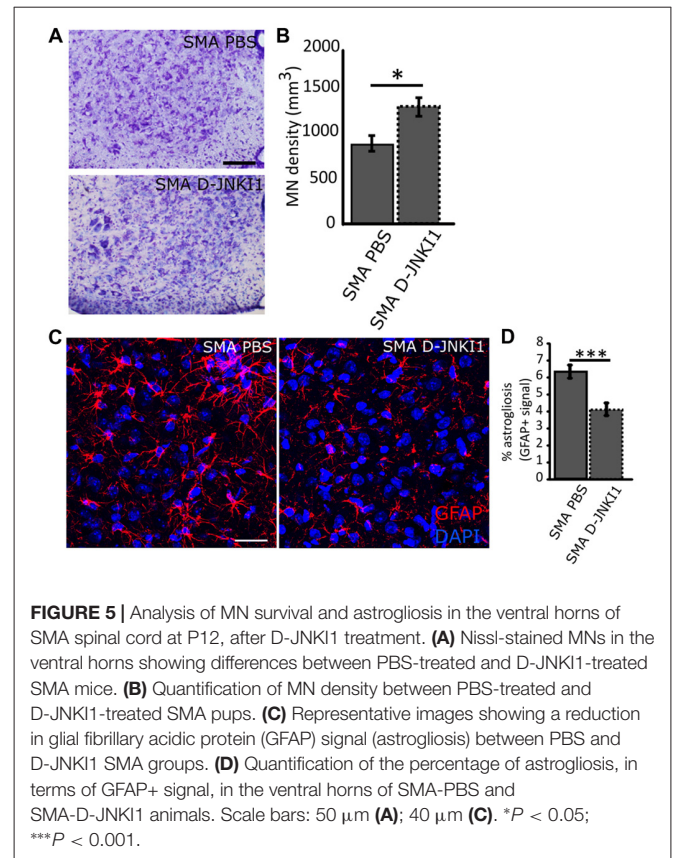 A
SMA PBS
SMA D-JNKI1
B
MN density (mm³)
2000
1500
1000
500
0
*
SMA PBS
SMA D-JNKI1
C
SMA PBS
SMA D-JNKI1
GFAP
DAPI
D
% astrogliosis
(GFAP+ signal)
8
7
6
5
4
3
2
1
0
***
SMA PBS
SMA D-JNKI1
FIGURE 5 | Analysis of MN survival and astrogliosis in the ventral horns of
SMA spinal cord at P12, after D-JNKI1 treatment. (A) Nissl-stained MNs in the
ventral horns showing differences between PBS-treated and D-JNKI1-treated
SMA mice. (B) Quantification of MN density between PBS-treated and
D-JNKI1-treated SMA pups. (C) Representative images showing a reduction
in glial fibrillary acidic protein (GFAP) signal (astrogliosis) between PBS and
D-JNKI1 SMA groups. (D) Quantification of the percentage of astrogliosis, in
terms of GFAP+ signal, in the ventral horns of SMA-PBS and
SMA-D-JNKI1 animals. Scale bars: 50 μm (A); 40 μm (C). *P < 0.05;
***P < 0.001.